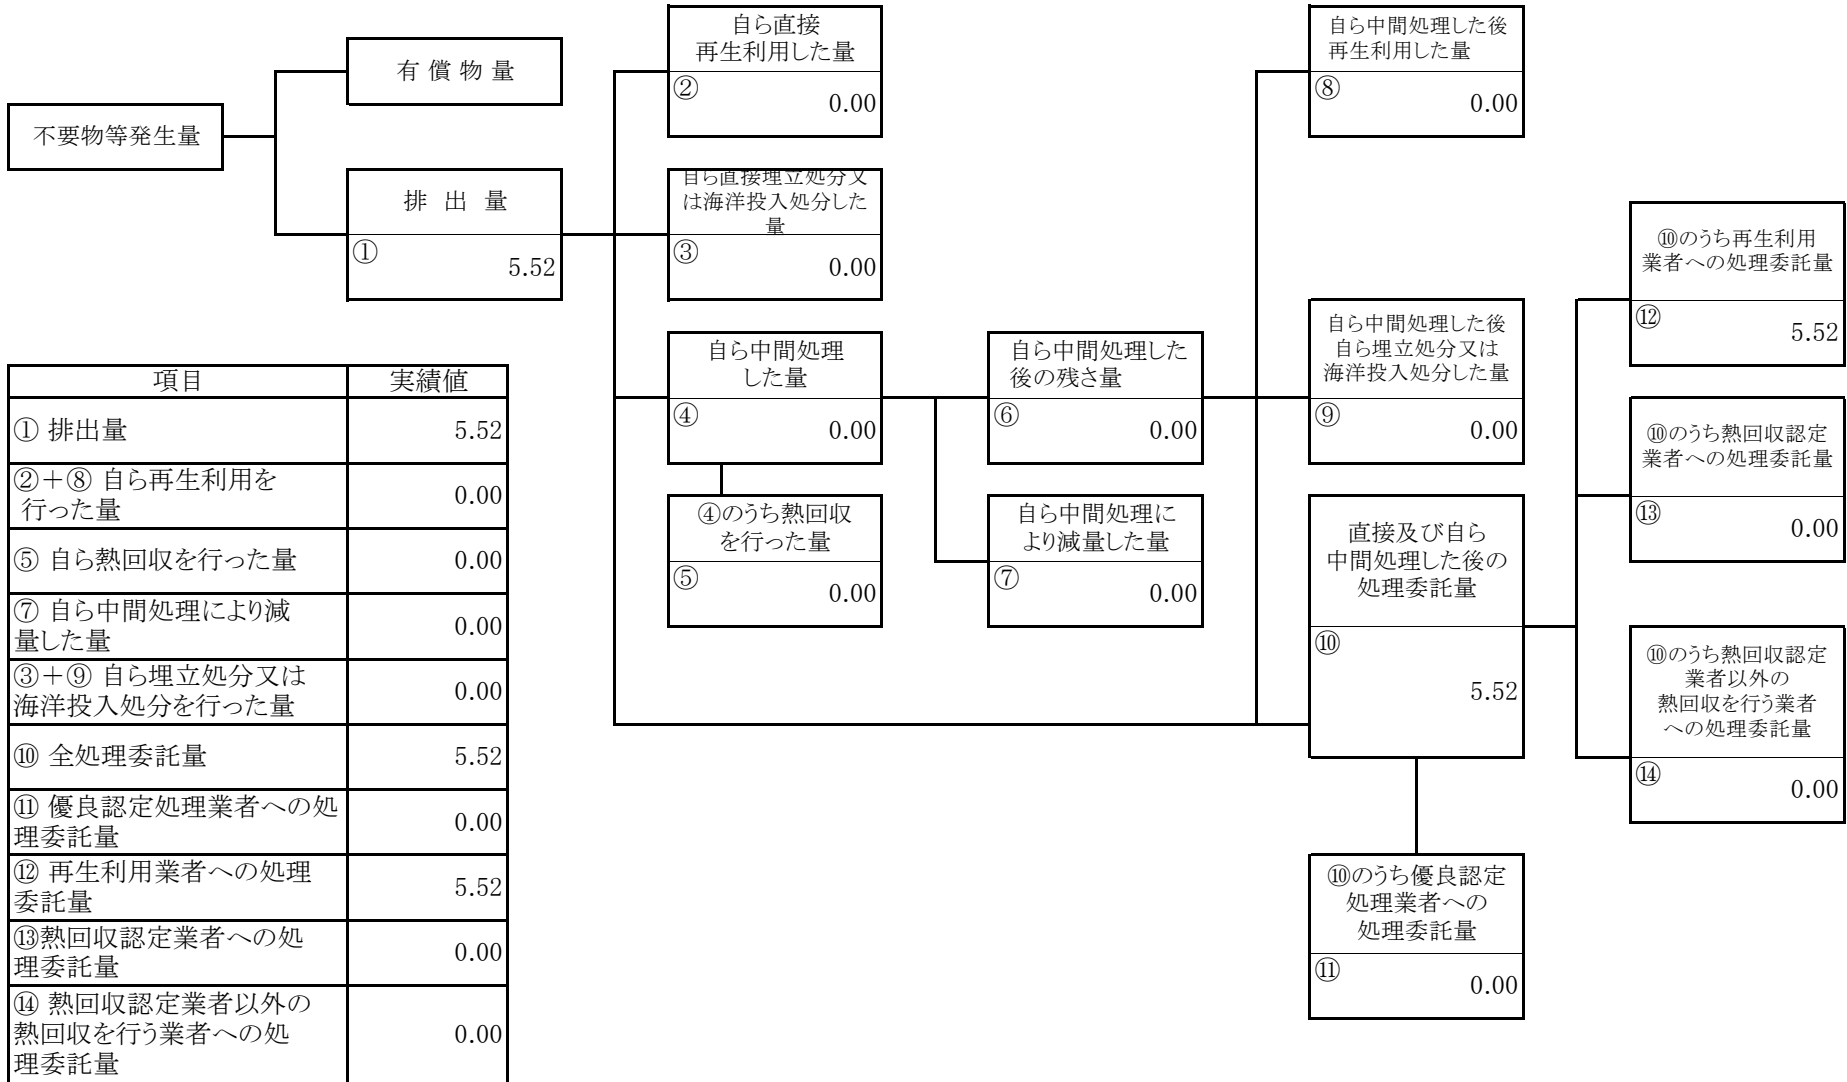 不要物等発生量
有 償 物 量
排 出 量
①
5.52
自ら直接
再生利用した量
②
0.00
自ら直接埋立処分又
は海洋投入処分した
量
③
0.00
自ら中間処理
した量
④
0.00
④のうち熱回収
を行った量
⑤
0.00
自ら中間処理した
後の残さ量
⑥
0.00
自ら中間処理に
より減量した量
⑦
0.00
自ら中間処理した後
再生利用した量
⑧
0.00
自ら中間処理した後
自ら埋立処分又は
海洋投入処分した量
⑨
0.00
直接及び自ら
中間処理した後の
処理委託量
⑩
5.52
⑩のうち優良認定
処理業者への
処理委託量
⑪
0.00
⑩のうち再生利用
業者への処理委託量
⑫
5.52
⑩のうち熱回収認定
業者への処理委託量
⑬
0.00
⑩のうち熱回収認定
業者以外の
熱回収を行う業者
への処理委託量
⑭
0.00
項目 実績値
① 排出量 5.52
②+⑧ 自ら再生利用を
行った量 0.00
⑤ 自ら熱回収を行った量 0.00
⑦ 自ら中間処理により減
量した量 0.00
③+⑨ 自ら埋立処分又は
海洋投入処分を行った量 0.00
⑩ 全処理委託量 5.52
⑪ 優良認定処理業者への処
理委託量 0.00
⑫ 再生利用業者への処理
委託量 5.52
⑬熱回収認定業者への処
理委託量 0.00
⑭ 熱回収認定業者以外の
熱回収を行う業者への処
理委託量 0.00